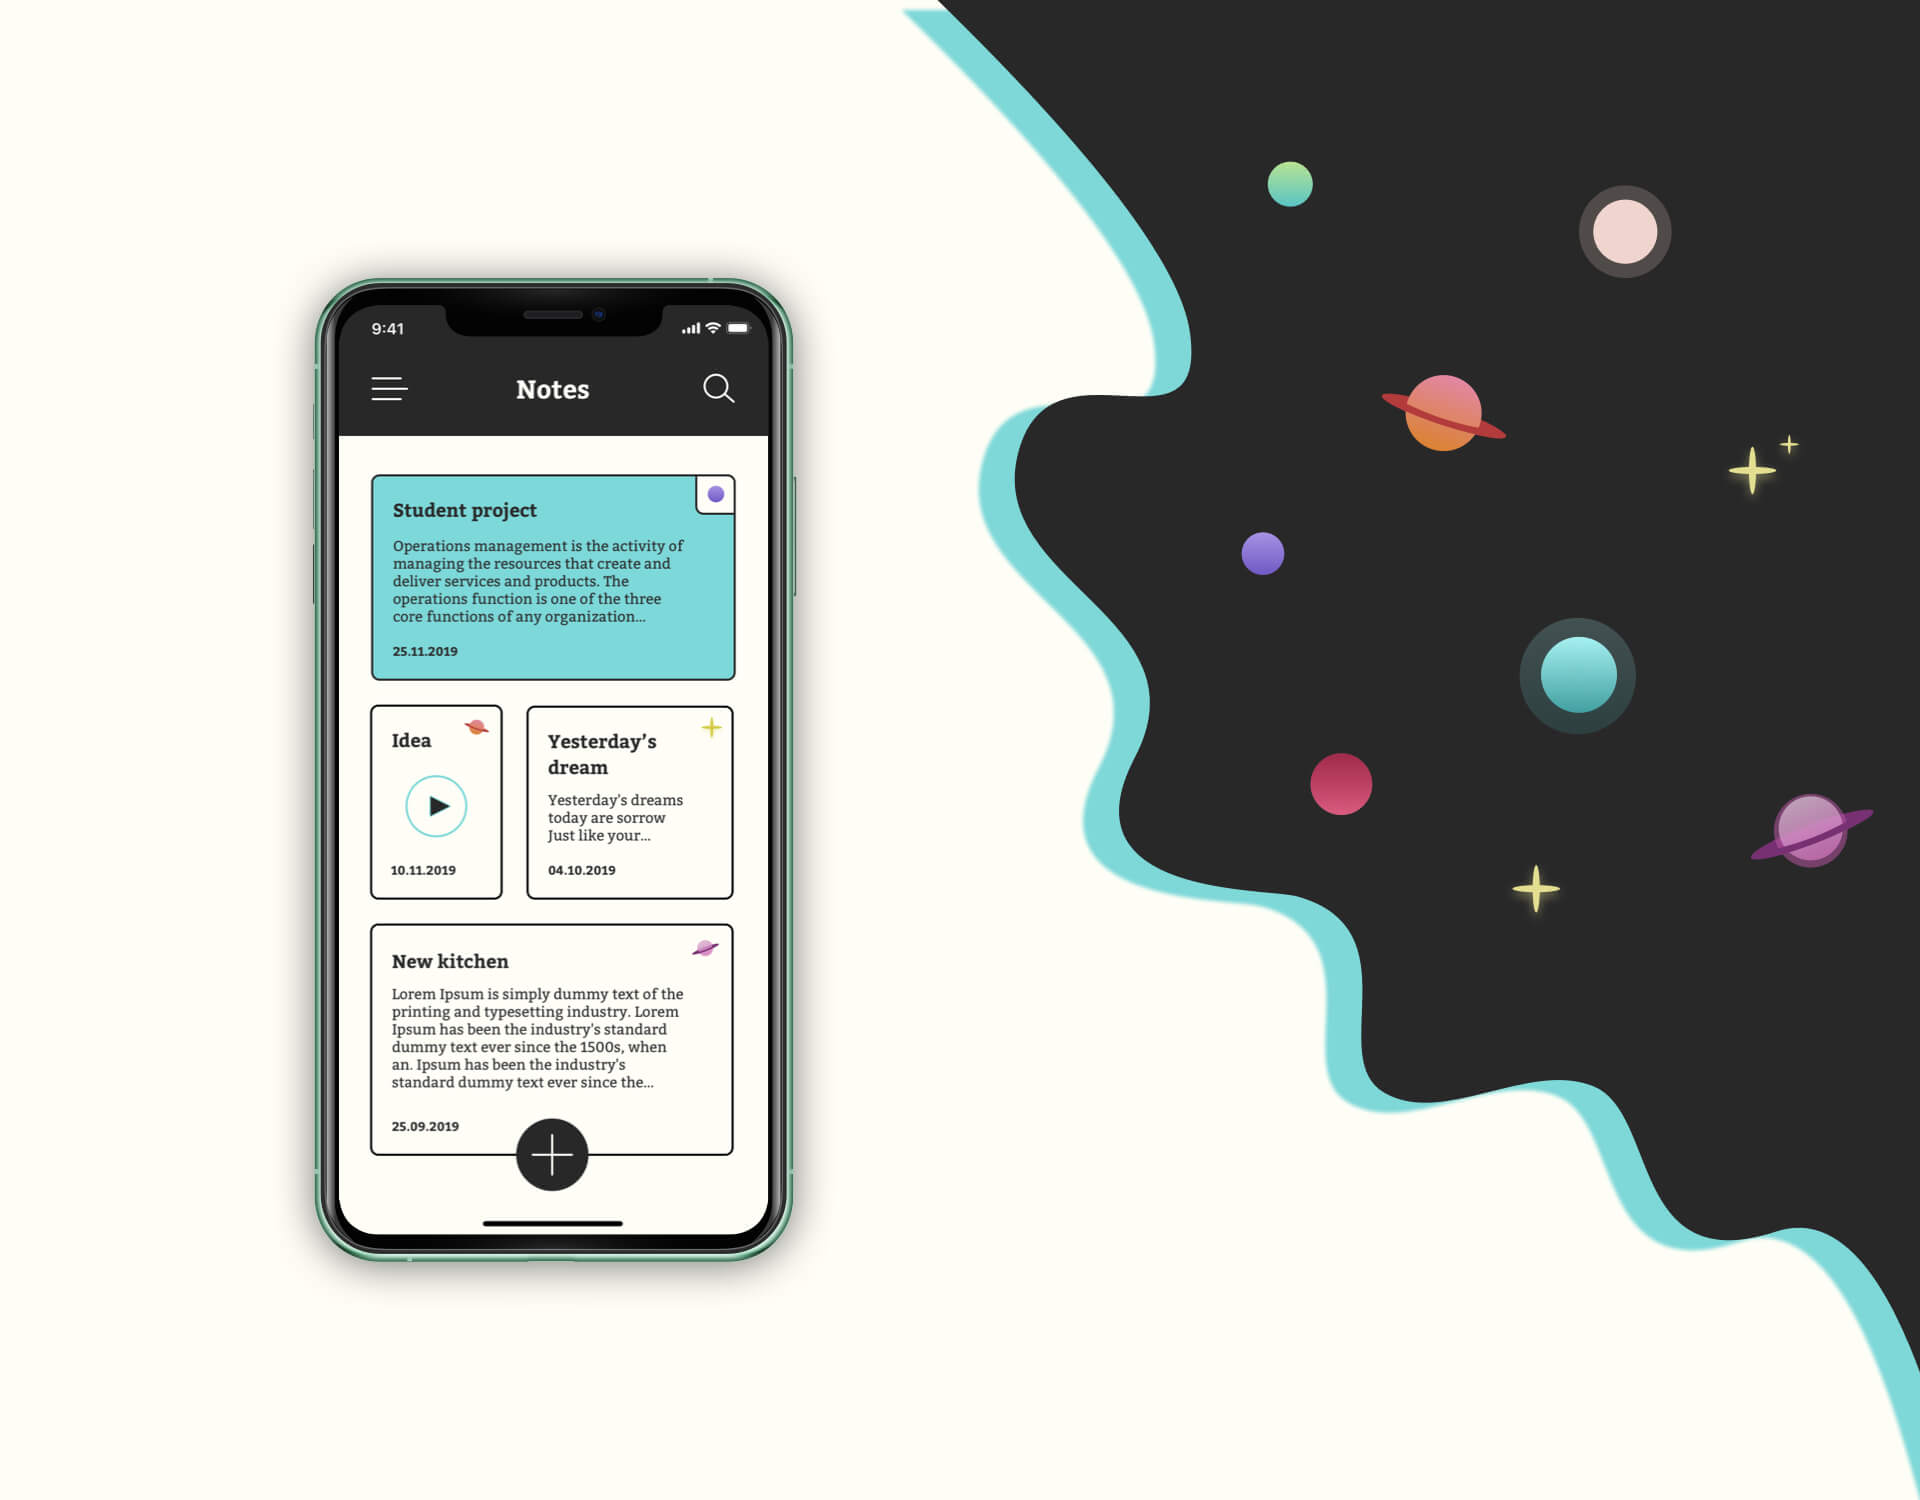 9:41
Notes
Student project
Operations management is the activity of
managing the resources that create and
deliver services and products. The
operations function is one of the three
core functions of any organization...
25.11.2019
Idea
10.11.2019
Yesterday's
dream
Yesterday's dreams
today are sorrow
Just like your...
04.10.2019
New kitchen
Lorem Ipsum is simply dummy text of the
printing and typesetting industry. Lorem
Ipsum has been the industry's standard
dummy text ever since the 1500s, when
an. Ipsum has been the industry's
standard dummy text ever since the...
25.09.2019